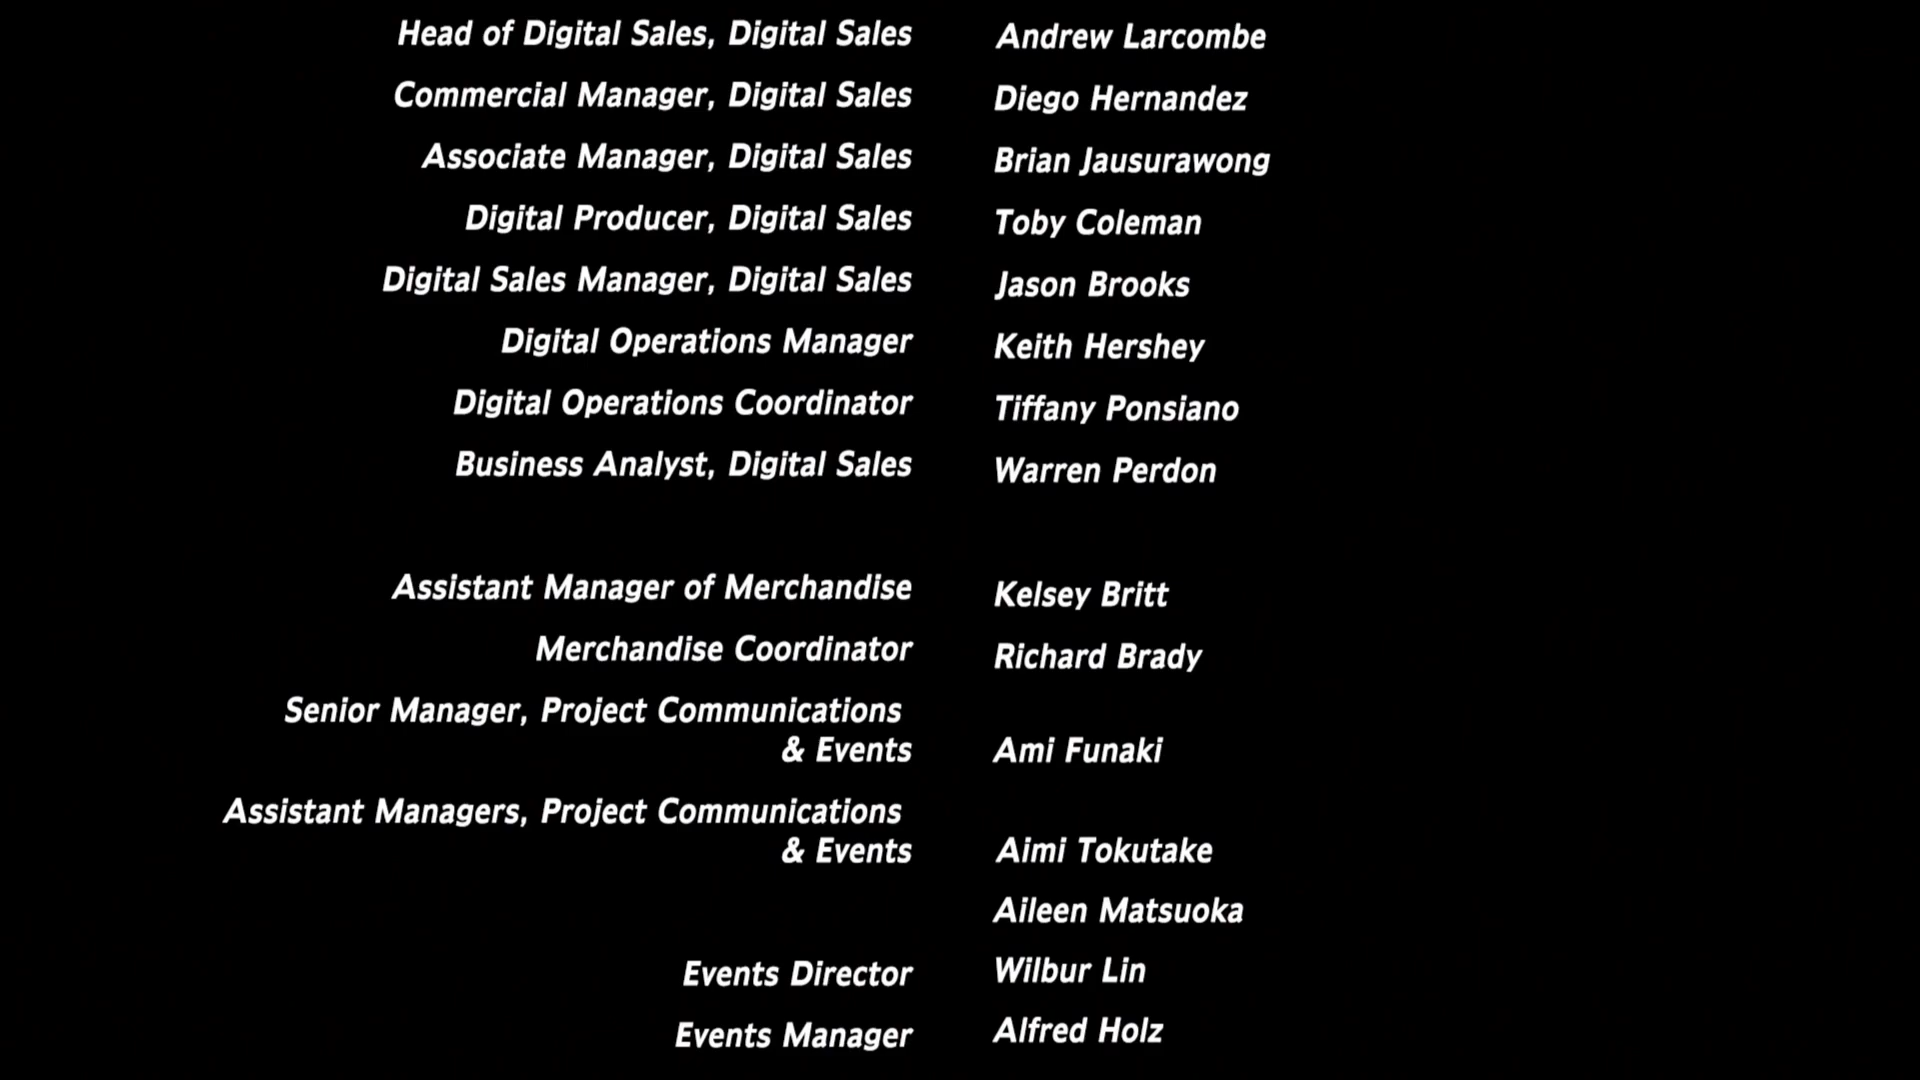 Head of Digital Sales, Digital Sales Andrew Larcombe
Commercial Manager, Digital Sales Diego Hernandez
Associate Manager, Digital Sales Brian Jausurawong
Digital Producer, Digital Sales Toby Coleman
Digital Sales Manager, Digital Sales Jason Brooks
Digital Operations Manager Keith Hershey
Digital Operations Coordinator Tiffany Ponsiano
Business Analyst, Digital Sales Warren Perdon
Assistant Manager of Merchandise Kelsey Britt
Merchandise Coordinator Richard Brady
Senior Manager, Project Communications
& Events Ami Funaki
Assistant Managers, Project Communications
& Events Aimi Tokutake
Aileen Matsuoka
Events Director Wilbur Lin
Events Manager Alfred Holz